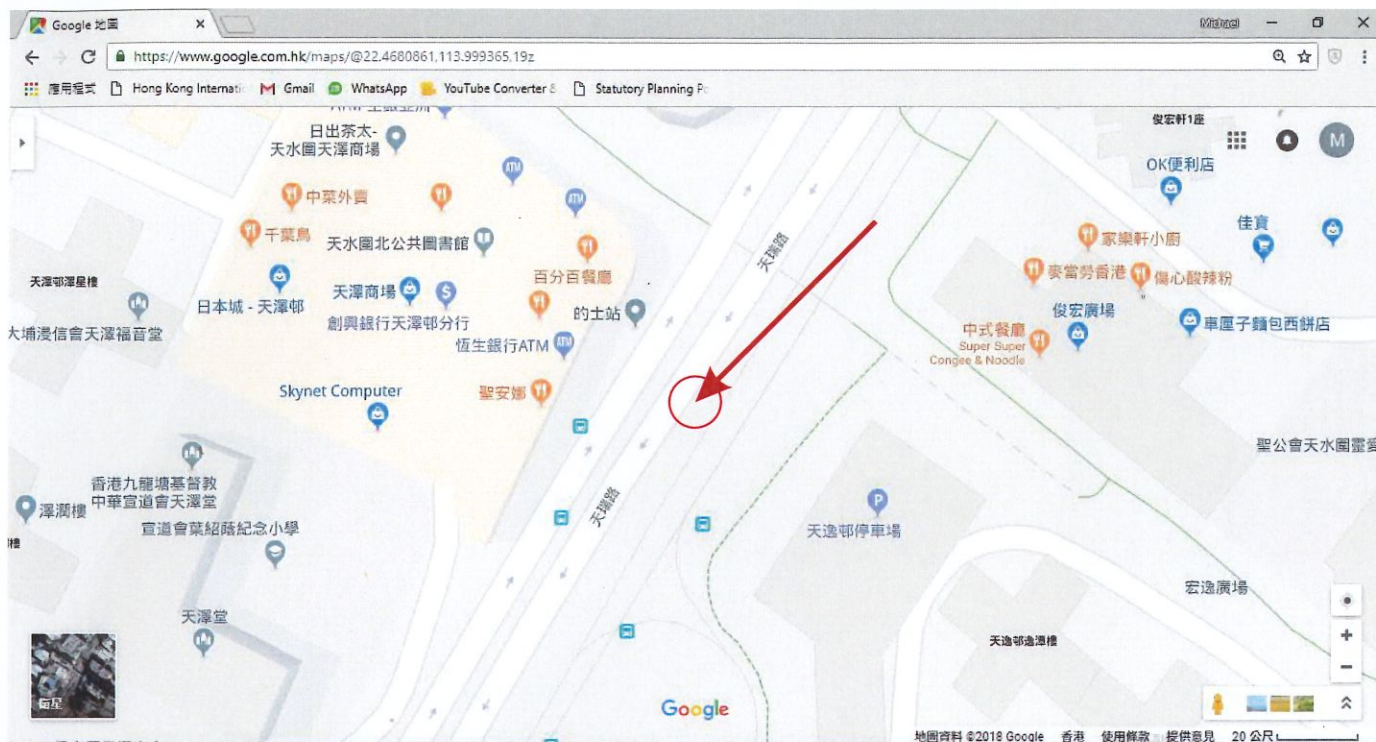 Google 地圖
Michael
https://www.google.com.hk/maps/@22.4680861,113.999365,19z
應用程式
Hong Kong Internati
Gmail
WhatsApp
YouTube Converter &
Statutory Planning Po
日出茶太-
天水圍天澤商場
中菜外賣
千葉鳥
天水圍北公共圖書館
天澤邨澤星樓
日本城 - 天澤邨
天澤商場
創興銀行天澤邨分行
大埔浸信會天澤福音堂
恆生銀行ATM
Skynet Computer
聖安娜
ATM
ATM
百分百餐廳
的士站
天瑞路
俊宏軒1座
M
OK便利店
佳寶
家樂軒小廚
麥當勞香港
傷心酸辣粉
俊宏廣場
車厘子麵包西餅店
中式餐廳
Super Super
Congee & Noodle
聖公會天水圍靈愛
香港九龍塘基督教
中華宣道會天澤堂
澤潤樓
宣道會葉紹蔭紀念小學
樓
天瑞路
P
天逸邨停車場
天澤堂
宏逸廣場
天逸邨逸潭樓
衛星
Google
地圖資料 ©2018 Google 香港 使用條款 提供意見 20 公尺